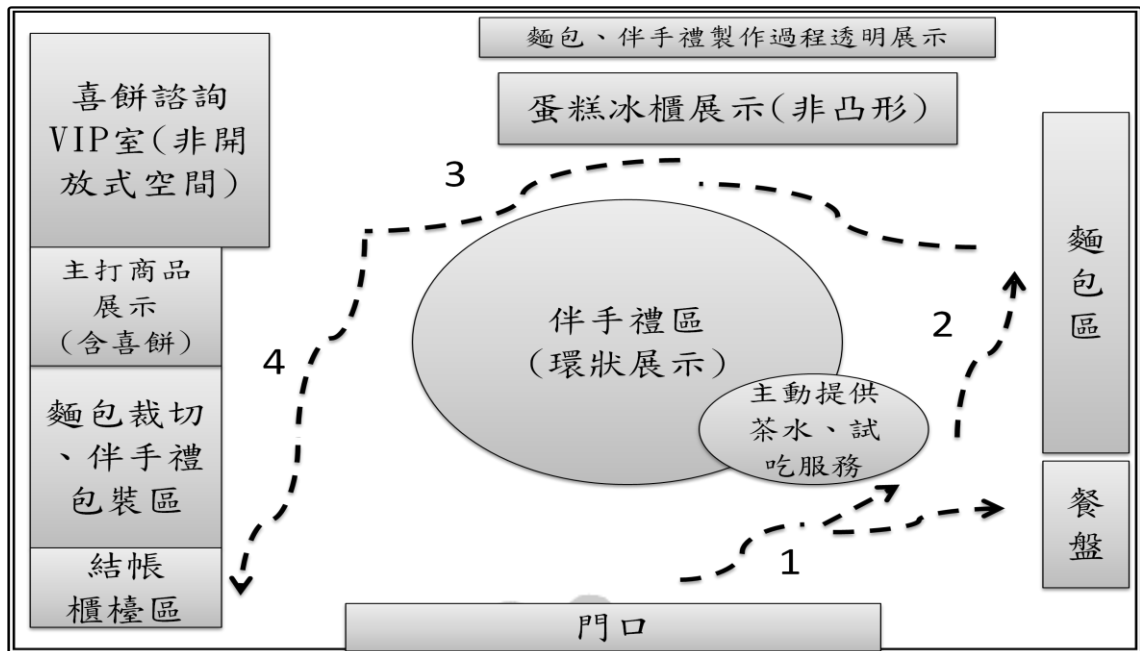 麵包、伴手禮製作過程透明展示
蛋糕冰櫃展示(非凸形)
喜餅諮詢
VIP室(非開
放式空間)
主打商品
展示
(含喜餅)
麵包裁切
、伴手禮
包裝區
結帳
櫃檯區
3
4
伴手禮區
(環狀展示)
主動提供
茶水、試
吃服務
2
1
麵
包
區
餐
盤
門口